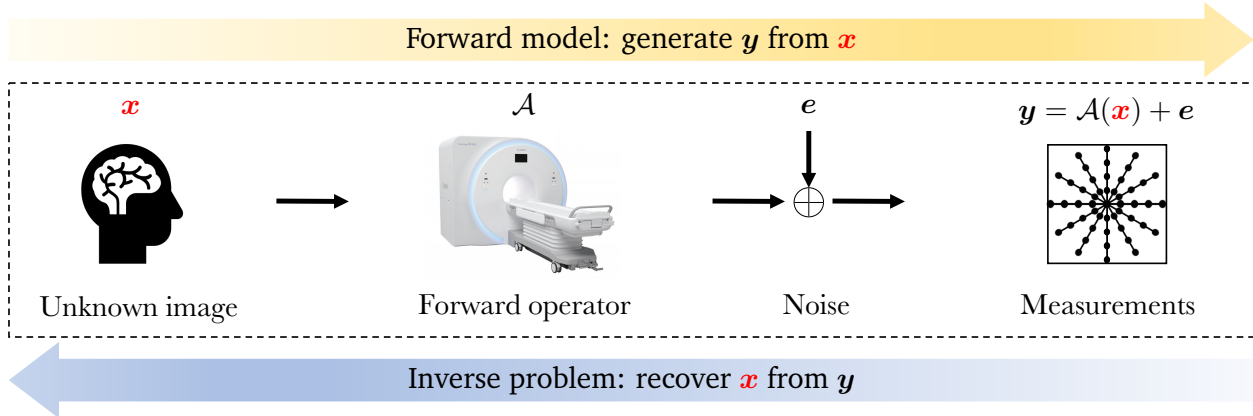 Forward model: generate y from x
x
𝒜
e
y = 𝒜(x) + e
Unknown image
Forward operator
Noise
Measurements
Inverse problem: recover x from y